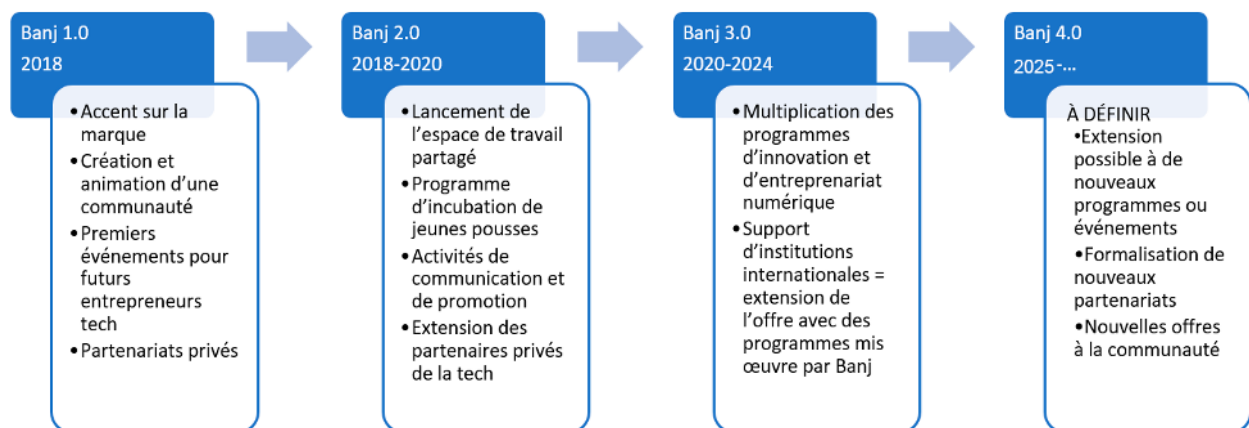 Banj 1.0
2018
•Accent sur la
marque
•Création et
animation d’une
communauté
•Premiers
événements pour
futurs
entrepreneurs
tech
•Partenariats privés
Banj 2.0
2018-2020
•Lancement de
l’espace de travail
partagé
•Programme
d’incubation de
jeunes pousses
•Activités de
communication et
de promotion
•Extension des
partenaires privés
de la tech
Banj 3.0
2020-2024
•Multiplication des
programmes
d’innovation et
d’entreprenariat
numérique
•Support
d’institutions
internationales =
extension de
l’offre avec des
programmes mis
œuvre par Banj
Banj 4.0
2025-...
À DÉFINIR
•Extension
possible à de
nouveaux
programmes ou
événements
•Formalisation de
nouveaux
partenariats
•Nouvelles offres
à la communauté